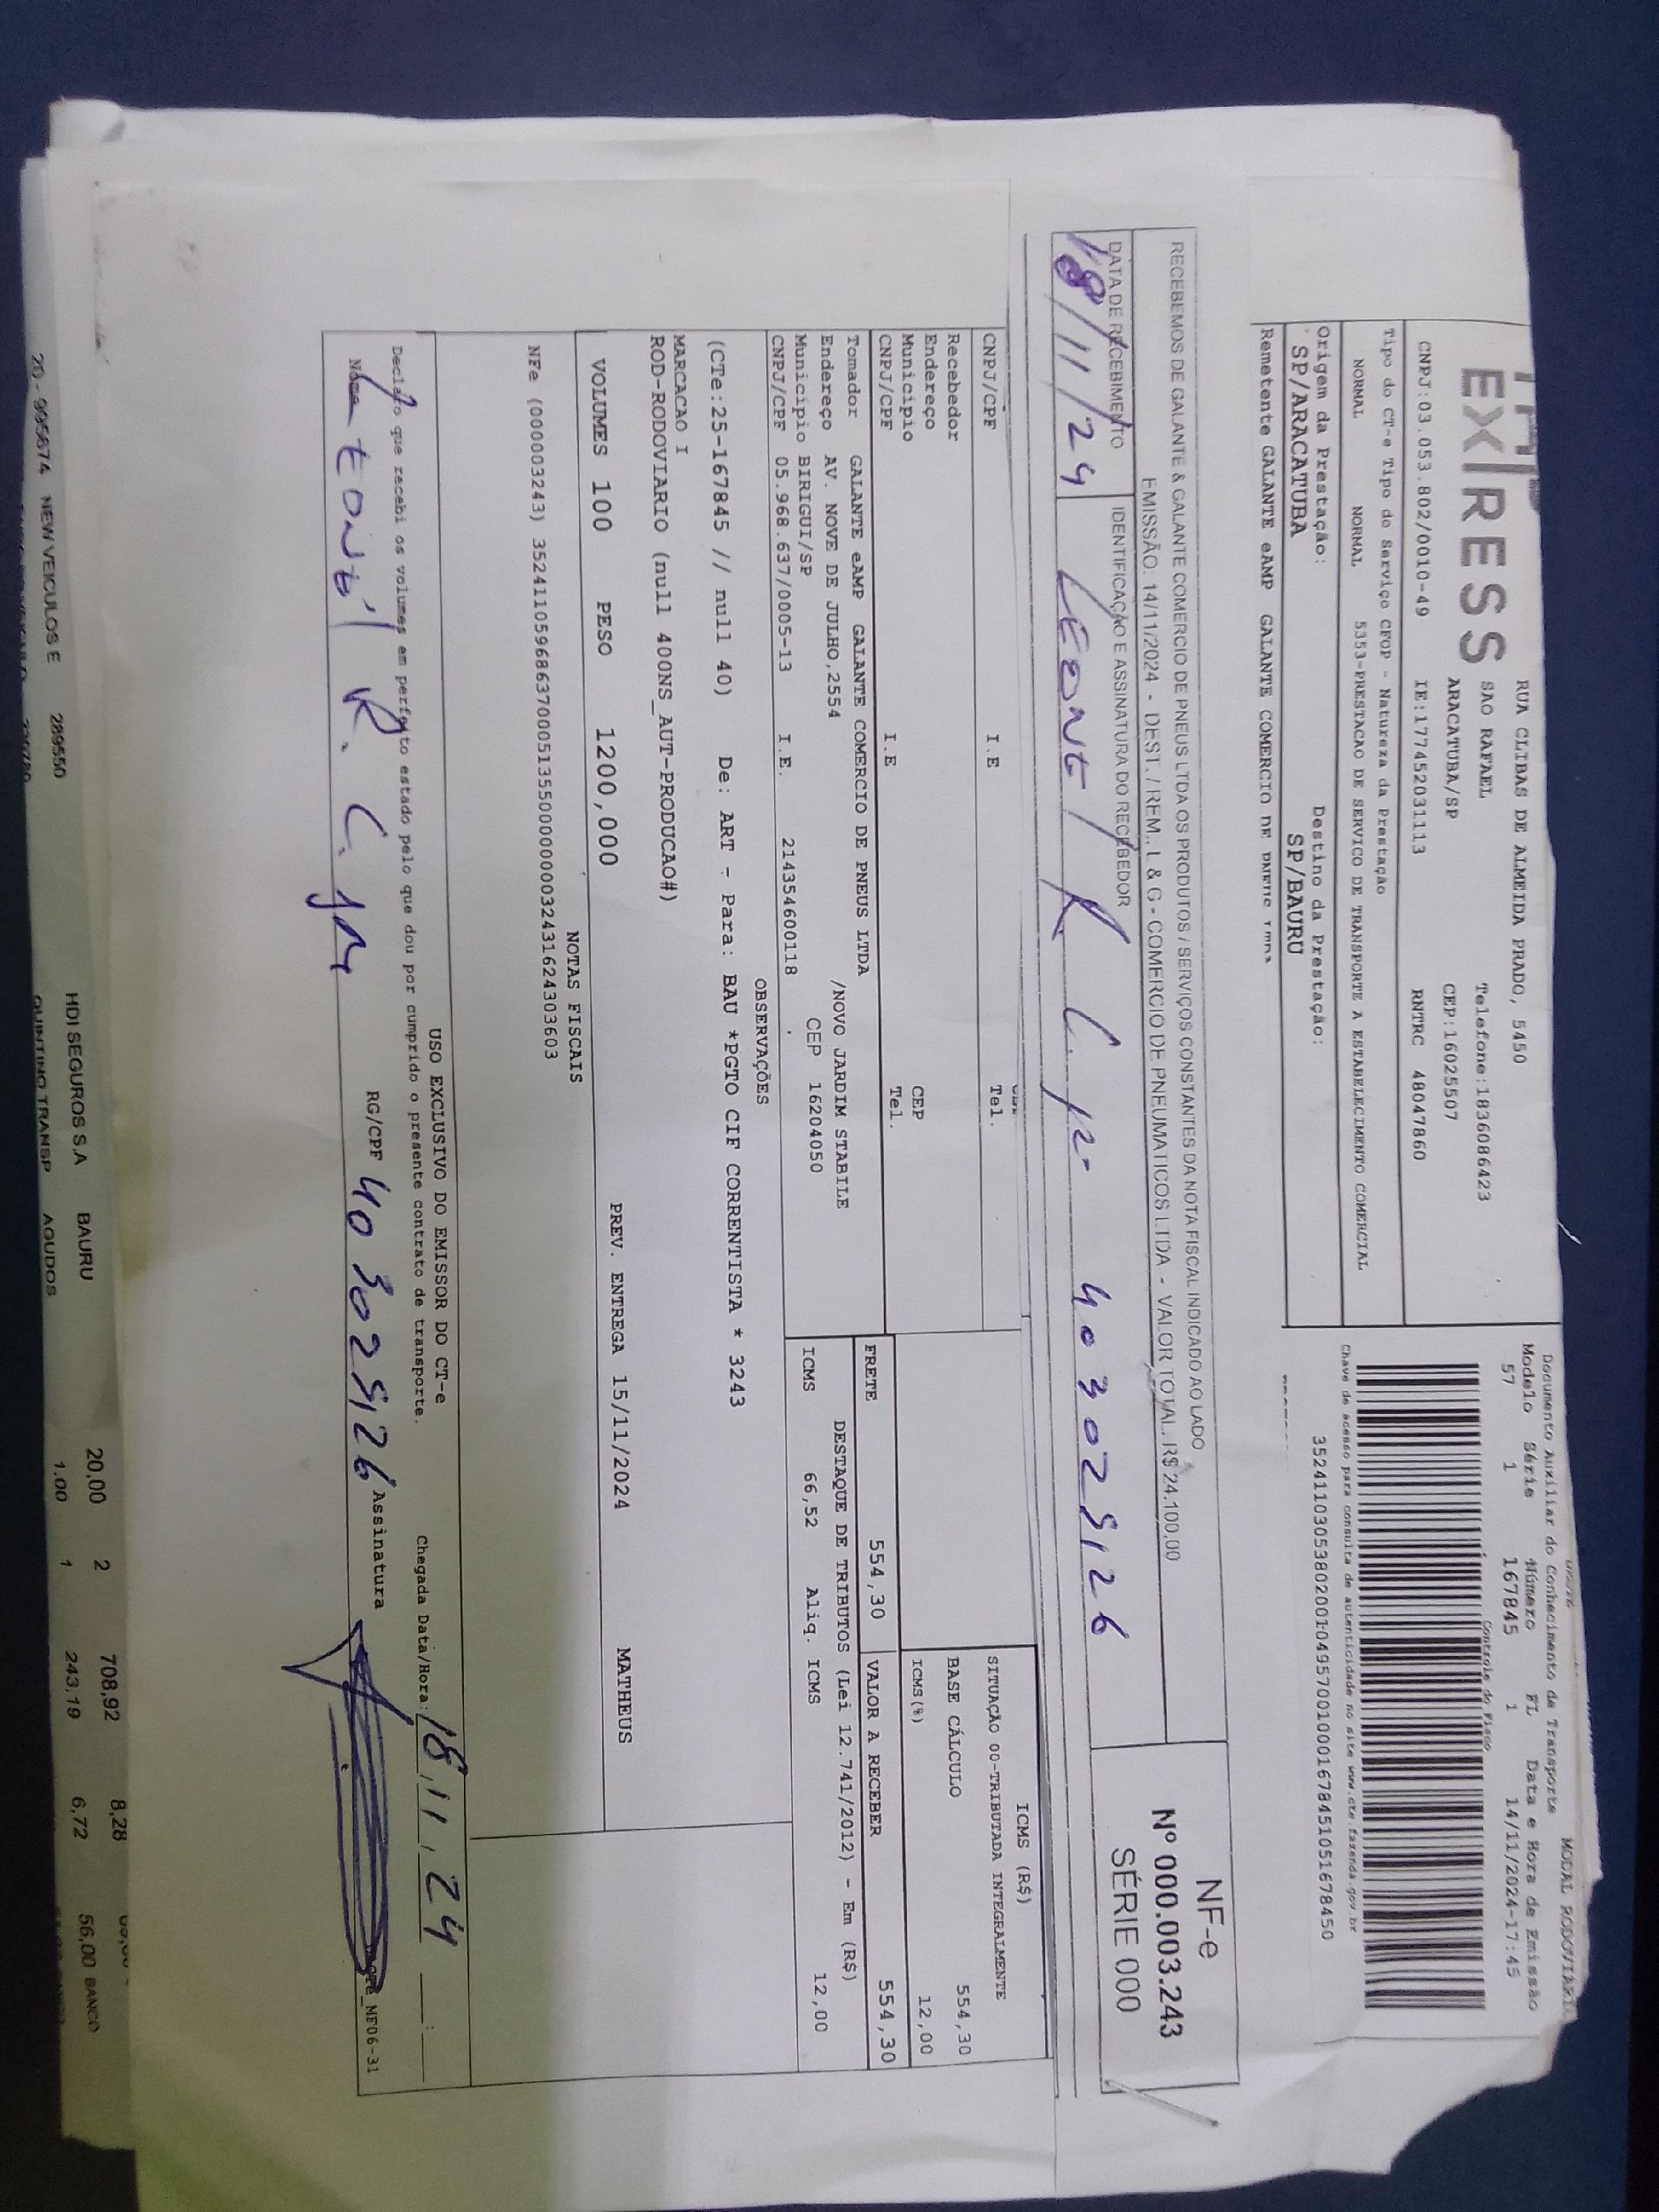 EXPRESS
RUA CLIBAS DE ALMEIDA PRADO, 5450
SAO RAFAEL Telefone:1836086423
ARACATUBA/SP CEP:16025507
CNPJ:03.053.802/0010-49 IE:177452031113 RNTRC 48047860
Tipo do CT-e Tipo do Serviço CFOP - Natureza da Prestação
NORMAL NORMAL 5353-PRESTACAO DE SERVICO DE TRANSPORTE A ESTABELECIMENTO COMERCIAL
Origem da Prestação: Destino da Prestação:
SP/ARACATUBA SP/BAURU
Remetente GALANTE eAMP GALANTE COMERCIO DE
MODAL RODOVIARIO
Documento Auxiliar do Conhecimento de Transporte
Modelo Série Número FL Data e Hora de Emissão
57 1 167845 1 14/11/2024-17:45
Controle do Fisco
Chave de acesso para consulta de autenticidade no site www.cte.fazenda.gov.br
35241103053802001049570010001678451051678450
RECEBEMOS DE GALANTE & GALANTE COMERCIO DE PNEUS LTDA OS PRODUTOS / SERVIÇOS CONSTANTES DA NOTA FISCAL INDICADO AO LADO
EMISSÃO: 14/11/2024 - DEST. / REM.: L & G - COMERCIO DE PNEUMATICOS LTDA - VALOR TOTAL: R$ 24.100,00
DATA DE RECEBIMENTO IDENTIFICAÇÃO E ASSINATURA DO RECEBEDOR
18/11/24 403025126
NF-e
Nº 000.003.243
SÉRIE 000
CNPJ/CPF I.E Tel.
Recebedor
Endereço
Município CEP
CNPJ/CPF I.E Tel.
ICMS (R$)
SITUAÇÃO 00-TRIBUTADA INTEGRALMENTE
BASE CÁLCULO 554,30
ICMS(%) 12,00
Tomador GALANTE eAMP GALANTE COMERCIO DE PNEUS LTDA
Endereço AV. NOVE DE JULHO,2554 /NOVO JARDIM STABILE
Município BIRIGUI/SP CEP 16204050
CNPJ/CPF 05.968.637/0005-13 I.E. 214354600118
FRETE 554,30 VALOR A RECEBER 554,30
DESTAQUE DE TRIBUTOS (Lei 12.741/2012) - Em (R$)
ICMS 66,52 Aliq. ICMS 12,00
OBSERVAÇÕES
(CTe:25-167845 // null 40) De: ART - Para: BAU *PGTO CIF CORRENTISTA * 3243
MARCACAO I
ROD-RODOVIARIO (null 400NS_AUT-PRODUCAO#)
VOLUMES 100 PESO 1200,000 PREV. ENTREGA 15/11/2024 MATHEUS
NOTAS FISCAIS
NFe (000003243) 35241105968637000513550000000032431624303603
USO EXCLUSIVO DO EMISSOR DO CT-e
Declaro que recebi os volumes em perfeito estado pelo que dou por cumprido o presente contrato de transporte. Chegada Data/Hora: 18/11/24
Nome RG/CPF 403025126 Assinatura
_NF06-31
HDI SEGUROS S.A BAURU 20,00 2 708,92 8,28
20 - 995674 NEW VEICULOS E 289550 QUINTINO TRANSP AGUDOS 1,00 1 243,19 6,72 56,00 BANCO